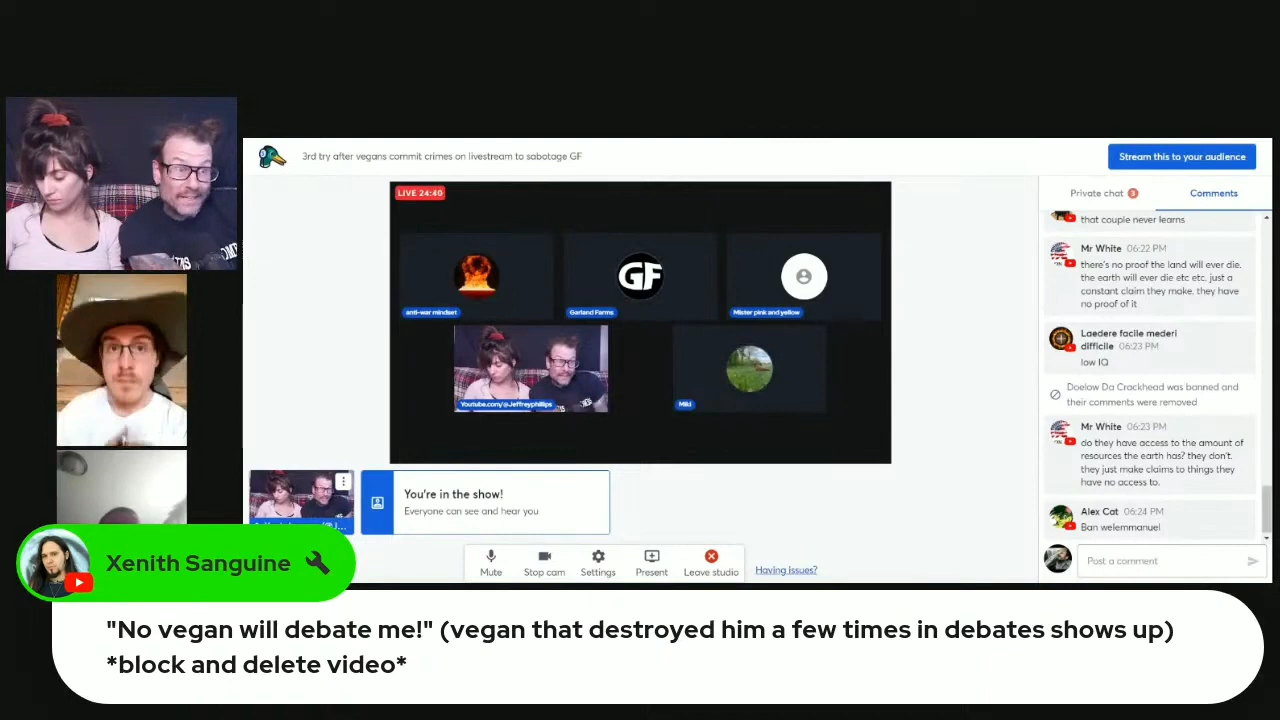 3rd try after vegans commit crimes on livestream to sabotage GF
Stream this to your audience
LIVE 24:40
anti-war mindset
GF
Garland Farms
Mister pink and yellow
Youtube.com/@Jeffreyphillips
Miki
You're in the show!
Everyone can see and hear you
Mute
Stop cam
Settings
Present
Leave studio
Having issues?
Private chat 3
Comments
that couple never learns
Mr White 06:22 PM
there's no proof the land will ever die.
the earth will ever die etc etc. just a
constant claim they make. they have
no proof of it
Laedere facile mederi
difficile 06:23 PM
low IQ
Doelow Da Crackhead was banned and
their comments were removed
Mr White 06:23 PM
do they have access to the amount of
resources the earth has? they don't.
they just make claims to things they
have no access to.
Alex Cat 06:24 PM
Ban welemmanuel
Post a comment
Xenith Sanguine
"No vegan will debate me!" (vegan that destroyed him a few times in debates shows up)
*block and delete video*